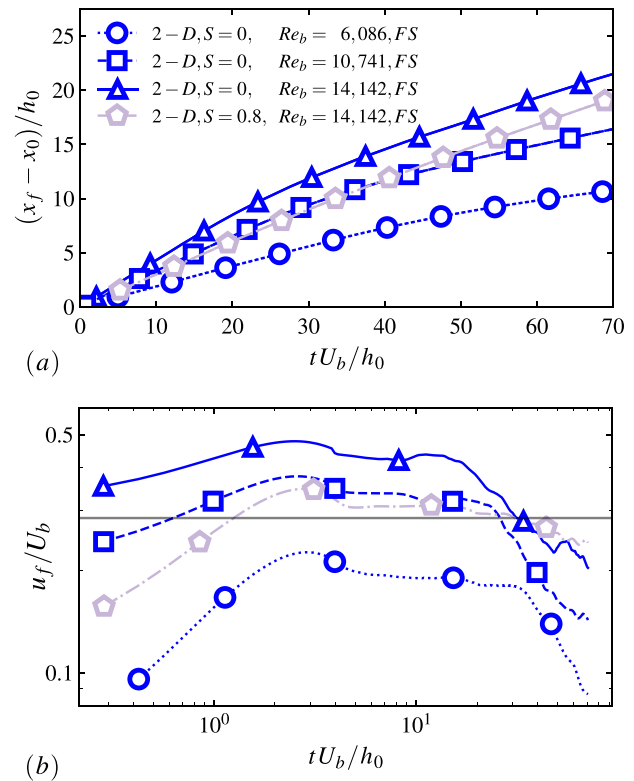 25
20
15
10
5
0
(x_f − x_0)/h_0
2−D, S=0, Re_b = 6,086, FS
2−D, S=0, Re_b = 10,741, FS
2−D, S=0, Re_b = 14,142, FS
2−D, S=0.8, Re_b = 14,142, FS
0 10 20 30 40 50 60 70
tU_b/h_0
(a)
0.5
0.1
u_f/U_b
10^0 10^1
tU_b/h_0
(b)